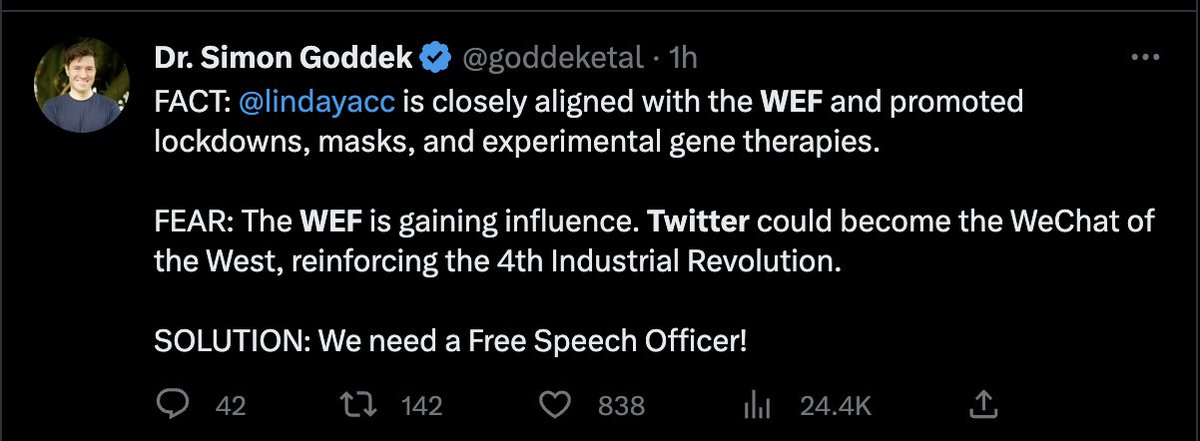 Dr. Simon Goddek @goddeketal · 1h
FACT: @lindayacc is closely aligned with the WEF and promoted
lockdowns, masks, and experimental gene therapies.
FEAR: The WEF is gaining influence. Twitter could become the WeChat of
the West, reinforcing the 4th Industrial Revolution.
SOLUTION: We need a Free Speech Officer!
42 142 838 24.4K